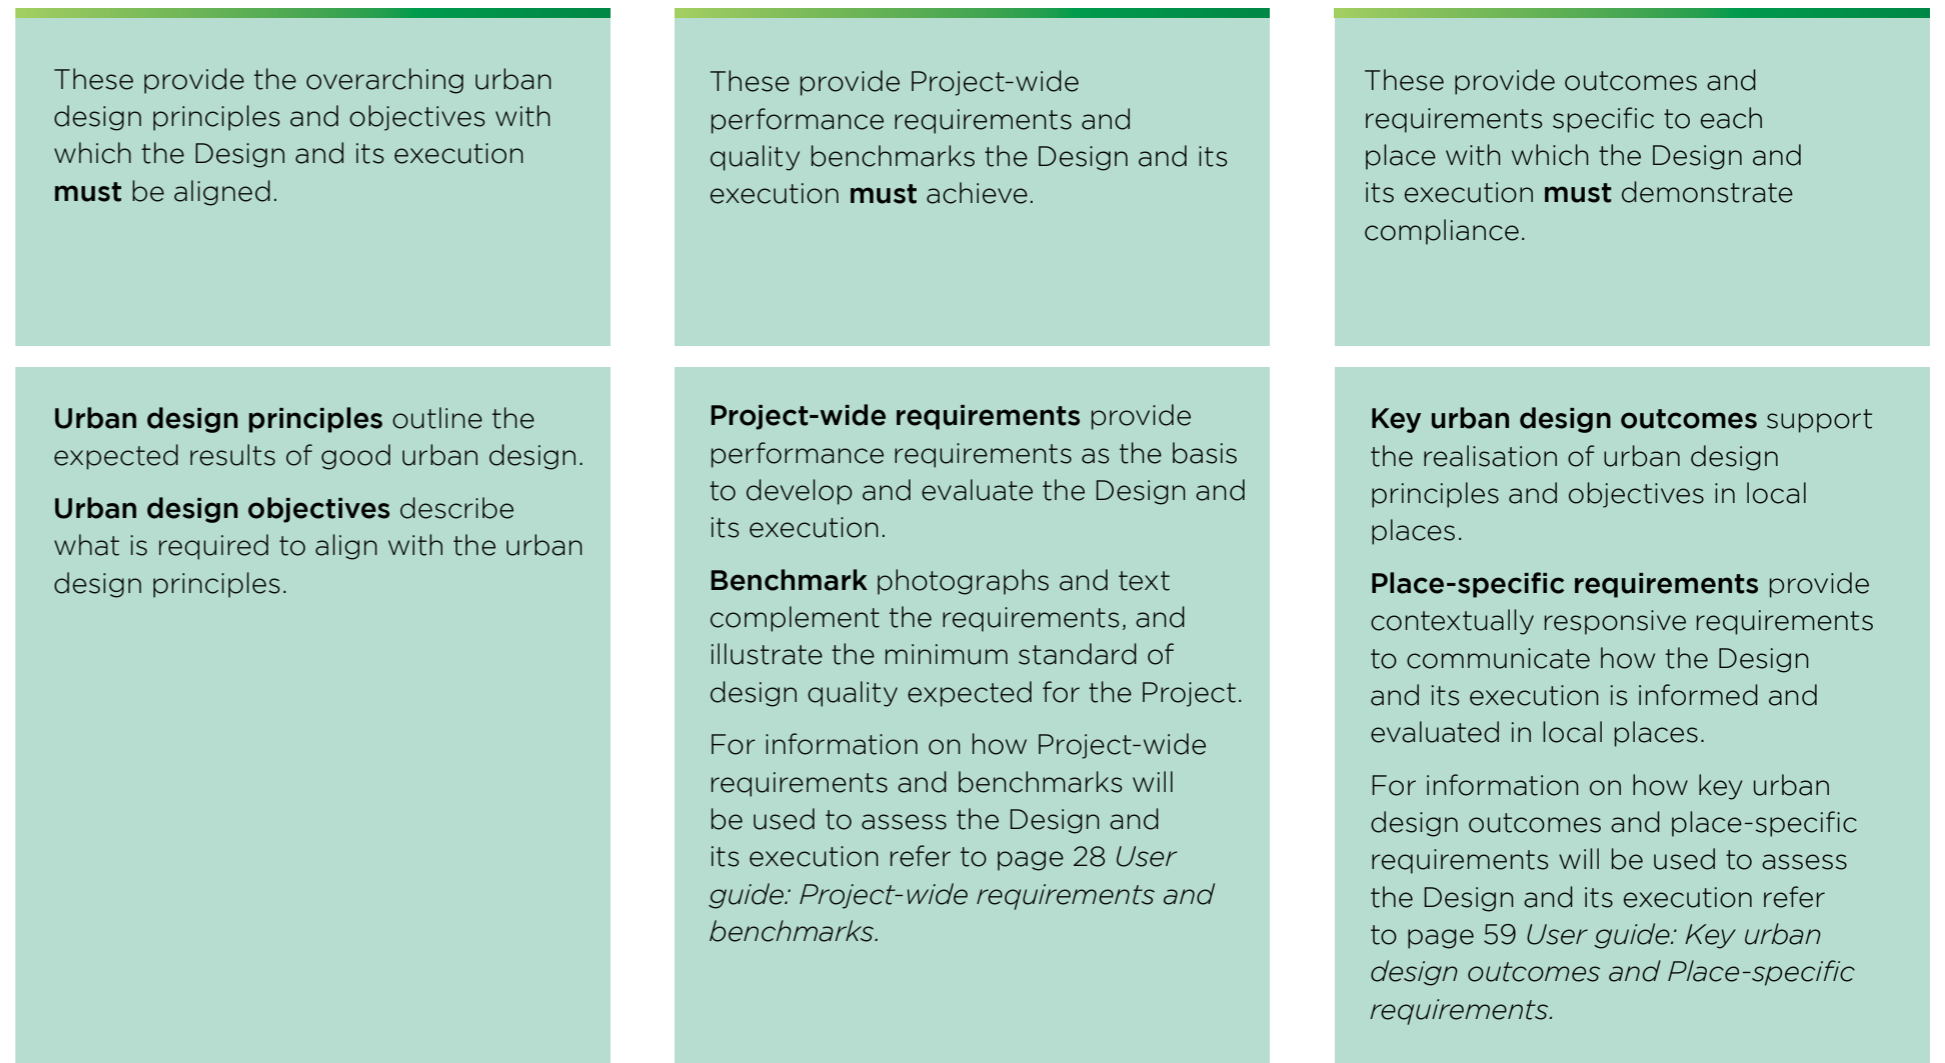 These provide the overarching urban
design principles and objectives with
which the Design and its execution
must be aligned.
These provide Project-wide
performance requirements and
quality benchmarks the Design and its
execution must achieve.
These provide outcomes and
requirements specific to each
place with which the Design and
its execution must demonstrate
compliance.
Urban design principles outline the
expected results of good urban design.
Urban design objectives describe
what is required to align with the urban
design principles.
Project-wide requirements provide
performance requirements as the basis
to develop and evaluate the Design and
its execution.
Benchmark photographs and text
complement the requirements, and
illustrate the minimum standard of
design quality expected for the Project.
For information on how Project-wide
requirements and benchmarks will
be used to assess the Design and
its execution refer to page 28 User
guide: Project-wide requirements and
benchmarks.
Key urban design outcomes support
the realisation of urban design
principles and objectives in local
places.
Place-specific requirements provide
contextually responsive requirements
to communicate how the Design
and its execution is informed and
evaluated in local places.
For information on how key urban
design outcomes and place-specific
requirements will be used to assess
the Design and its execution refer
to page 59 User guide: Key urban
design outcomes and Place-specific
requirements.